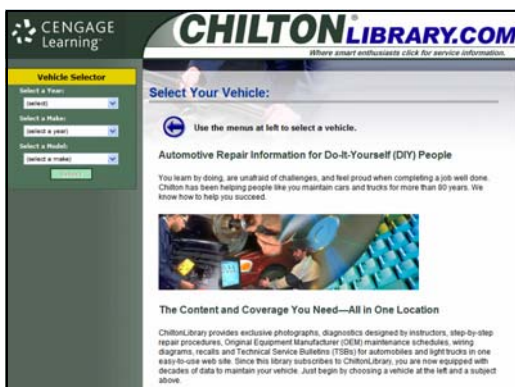 CENGAGE
Learning
CHILTON LIBRARY.COM
Where smart enthusiasts click for service information.
Vehicle Selector
Select a Year:
(select)
Select a Make:
(select a year)
Select a Model:
(select a make)
Select Your Vehicle:
Use the menus at left to select a vehicle.
Automotive Repair Information for Do-It-Yourself (DIY) People
You learn by doing, are unafraid of challenges, and feel proud when completing a job well done.
Chilton has been helping people like you maintain cars and trucks for more than 90 years. We
know how to help you succeed.
The Content and Coverage You Need—All in One Location
ChiltonLibrary provides exclusive photographs, diagnostics designed by instructors, step-by-step
repair procedures, Original Equipment Manufacturer (OEM) maintenance schedules, wiring
diagrams, recalls and Technical Service Bulletins (TSBs) for automobiles and light trucks in one
easy-to-use web site. Since this library subscribes to ChiltonLibrary, you are now equipped with
decades of data to maintain your vehicle. Just begin by choosing a vehicle at the left and a subject
above.